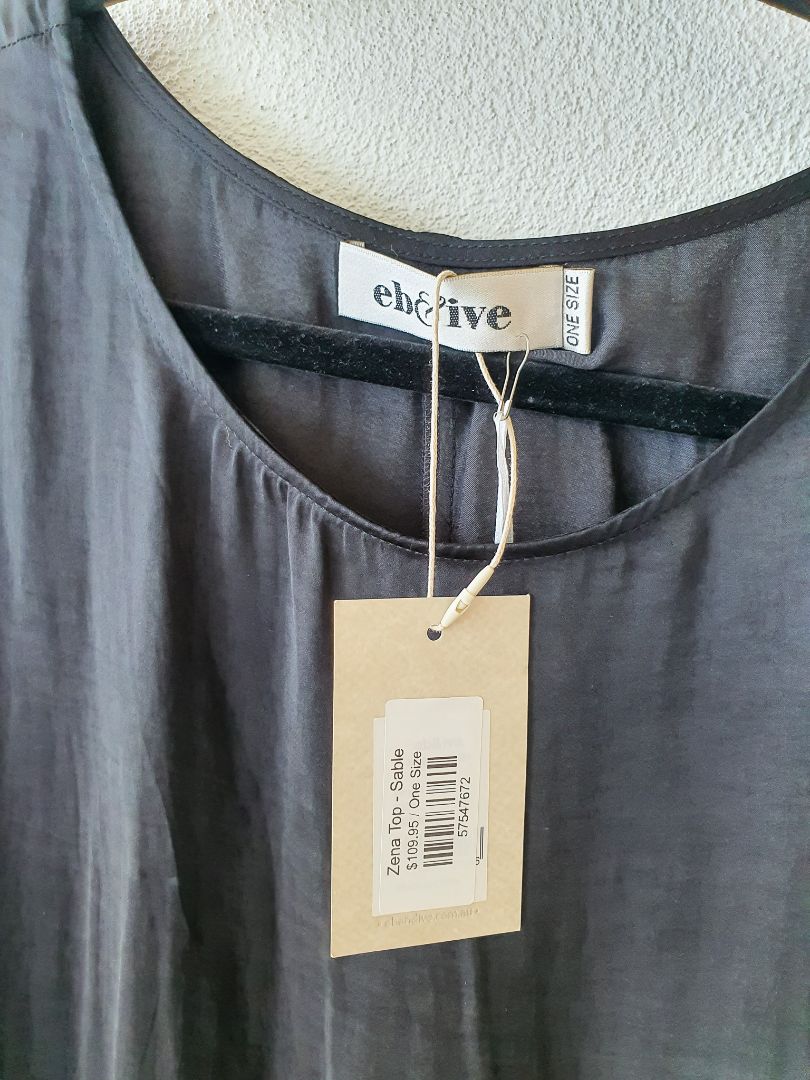 eb&ive
ONE SIZE
Zena Top - Sable
$109.95 / One Size
57547672